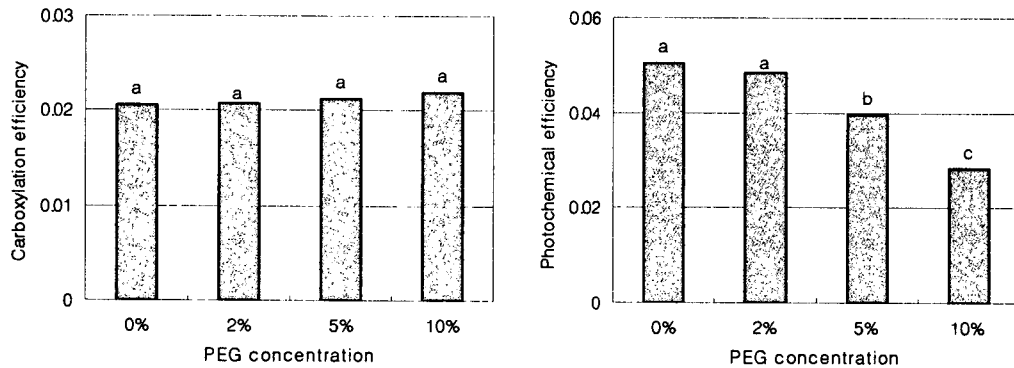 0.03
0.02
0.01
0
Carboxylation efficiency
a
a
a
a
0%
2%
5%
10%
PEG concentration
0.06
0.04
0.02
0
Photochemical efficiency
a
a
b
c
0%
2%
5%
10%
PEG concentration